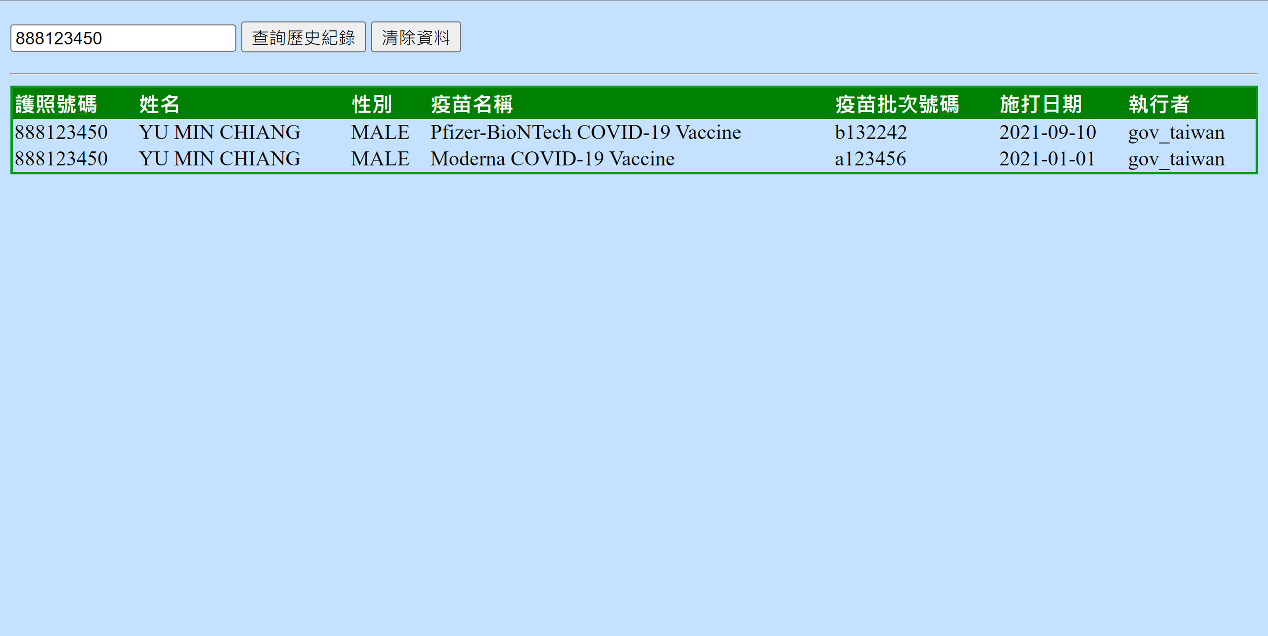 888123450 查詢歷史紀錄 清除資料
護照號碼 姓名 性別 疫苗名稱 疫苗批次號碼 施打日期 執行者
888123450 YU MIN CHIANG MALE Pfizer-BioNTech COVID-19 Vaccine b132242 2021-09-10 gov_taiwan
888123450 YU MIN CHIANG MALE Moderna COVID-19 Vaccine a123456 2021-01-01 gov_taiwan